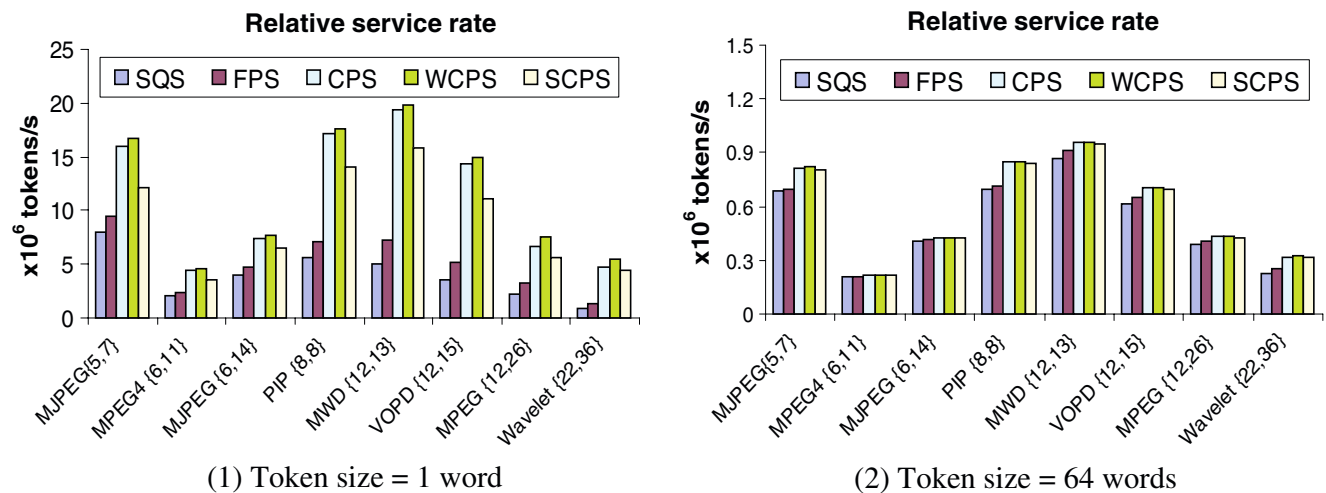 Relative service rate
25
20
15
10
5
0
x10⁶ tokens/s
SQS FPS CPS WCPS SCPS
MJPEG{5,7}
MPEG4 {6,11}
MJPEG {6,14}
PIP {8,8}
MWD {12,13}
VOPD {12,15}
MPEG {12,26}
Wavelet {22,36}
(1) Token size = 1 word
Relative service rate
1.5
1.2
0.9
0.6
0.3
0
x10⁶ tokens/s
SQS FPS CPS WCPS SCPS
MJPEG{5,7}
MPEG4 {6,11}
MJPEG {6,14}
PIP {8,8}
MWD {12,13}
VOPD {12,15}
MPEG {12,26}
Wavelet {22,36}
(2) Token size = 64 words